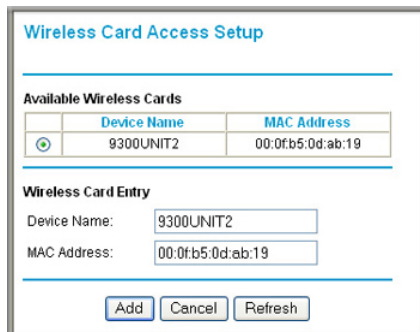 Wireless Card Access Setup
Available Wireless Cards
Device Name MAC Address
9300UNIT2 00:0f:b5:0d:ab:19
Wireless Card Entry
Device Name: 9300UNIT2
MAC Address: 00:0f:b5:0d:ab:19
Add Cancel Refresh